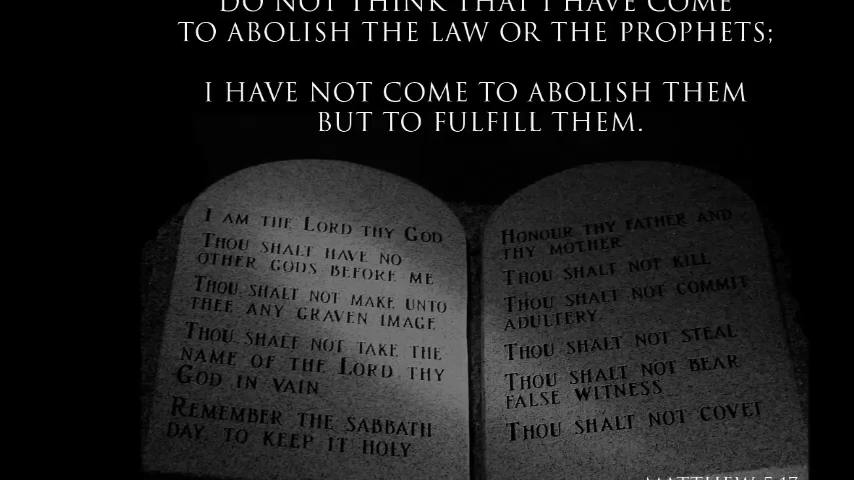 DO NOT THINK THAT I HAVE COME
TO ABOLISH THE LAW OR THE PROPHETS;
I HAVE NOT COME TO ABOLISH THEM
BUT TO FULFILL THEM.
I AM THE LORD THY GOD
THOU SHALT HAVE NO
OTHER GODS BEFORE ME
THOU SHALT NOT MAKE UNTO
THEE ANY GRAVEN IMAGE
THOU SHALT NOT TAKE THE
NAME OF THE LORD THY
GOD IN VAIN
REMEMBER THE SABBATH
DAY, TO KEEP IT HOLY
HONOUR THY FATHER AND
THY MOTHER
THOU SHALT NOT KILL
THOU SHALT NOT COMMIT
ADULTERY.
THOU SHALT NOT STEAL
THOU SHALT NOT BEAR
FALSE WITNESS
THOU SHALT NOT COVET
MATTHEW 5:17